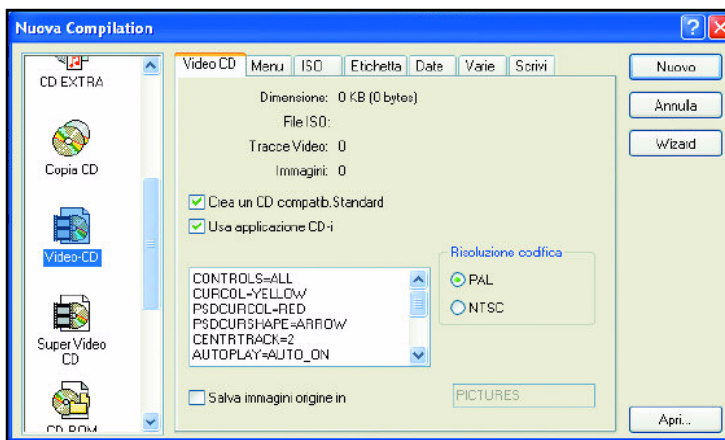 Nuova Compilation
CD EXTRA
Copia CD
Video-CD
Super Video
CD
CD-ROM
Video CD
Menu
ISO
Etichetta
Date
Varie
Scrivi
Dimensione: 0 KB (0 bytes)
File ISO:
Tracce Video: 0
Immagini: 0
Crea un CD compatib.Standard
Usa applicazione CD-i
CONTROLS=ALL
CURCOL=YELLOW
PSDCURCOL=RED
PSDCURSHAPE=ARROW
CENTRTRACK=2
AUTOPLAY=AUTO_ON
Risoluzione codfica
PAL
NTSC
Salva immagini origine in
PICTURES
Nuovo
Annulla
Wizard
Apri...